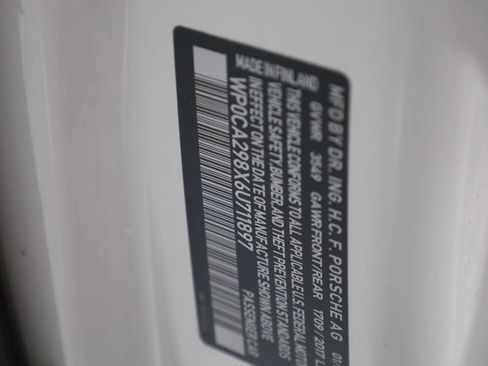 MFD BY DR. ING. H.C. F. PORSCHE AG 01/
GVWR 3549 GAWR FRONT/REAR 1709 / 2017 L
THIS VEHICLE CONFORMS TO ALL APPLICABLE U.S. FEDERAL MOTOR
VEHICLE SAFETY, BUMPER, AND THEFT PREVENTION STANDARDS
IN EFFECT ON THE DATE OF MANUFACTURE SHOWN ABOVE
WP0CA298X6U711897 PASSENGER CAR
MADE IN FINLAND